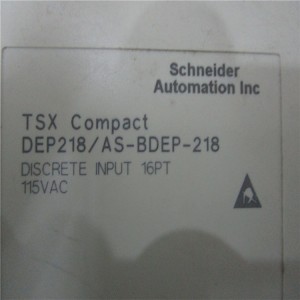 Schneider
Automation Inc
TSX Compact
DEP218/AS-BDEP-218
DISCRETE INPUT 16PT
115VAC